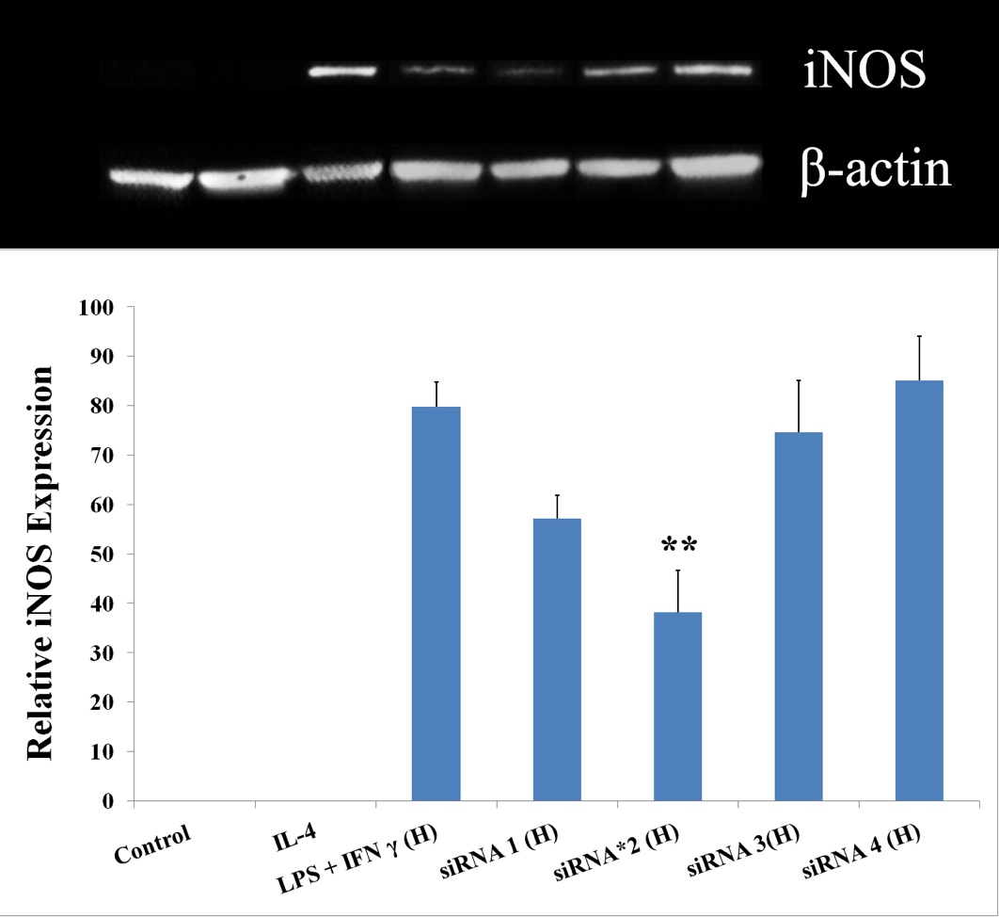 iNOS
β-actin
Relative iNOS Expression
100
90
80
70
60
50
40
30
20
10
0
**
Control
IL-4
LPS + IFN γ (H)
siRNA 1 (H)
siRNA*2 (H)
siRNA 3(H)
siRNA 4 (H)